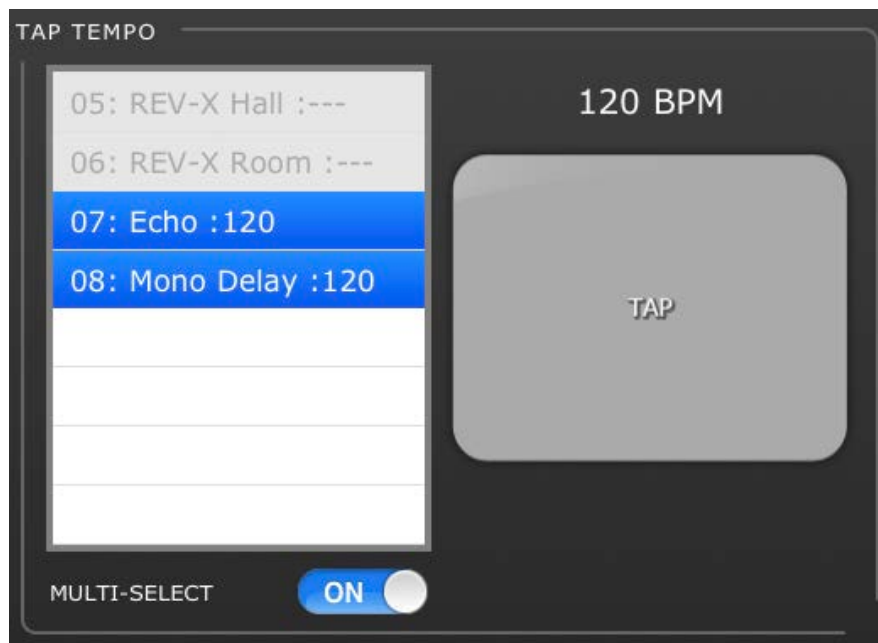 TAP TEMPO
05: REV-X Hall :---
06: REV-X Room :---
07: Echo :120
08: Mono Delay :120
MULTI-SELECT
ON
120 BPM
TAP